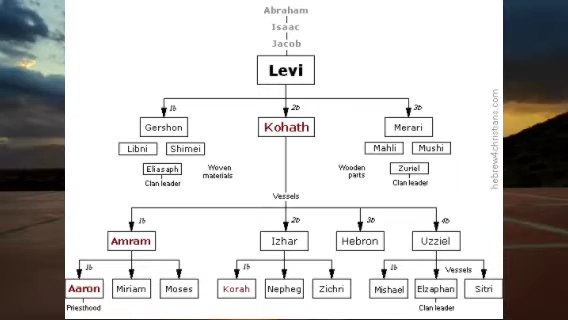 Abraham
Isaac
Jacob
Levi
1b 2b 3b
Gershon Kohath Merari
Libni Shimei Mahli Mushi
Eliasaph Woven Wooden Zuriel
Clan leader materials parts Clan leader
Vessels
1b 2b 3b 4b
Amram Izhar Hebron Uzziel
1b 1b 1b Vessels
Aaron Miriam Moses Korah Nepheg Zichri Mishael Elzaphan Sitri
Priesthood Clan leader
hebrew4christians.com